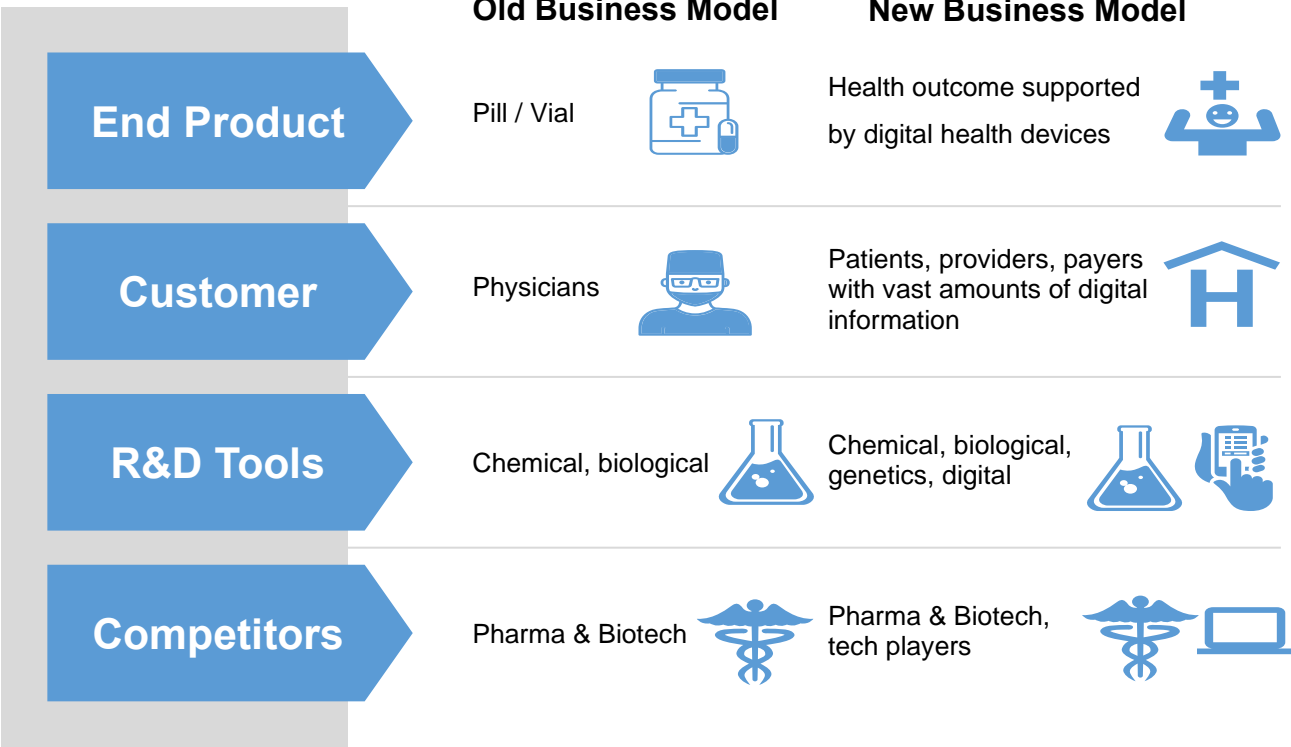 Old Business Model
New Business Model
End Product
Pill / Vial
Health outcome supported
by digital health devices
Customer
Physicians
Patients, providers, payers
with vast amounts of digital
information
R&D Tools
Chemical, biological
Chemical, biological,
genetics, digital
Competitors
Pharma & Biotech
Pharma & Biotech,
tech players